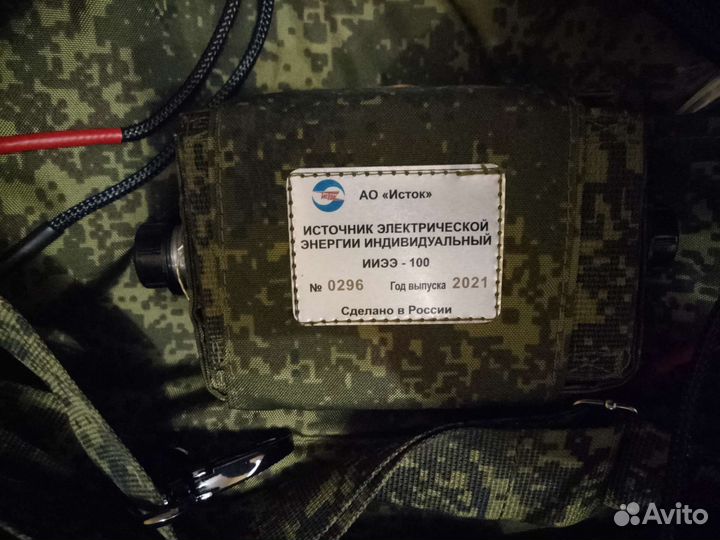 АО «Исток»
ИСТОЧНИК ЭЛЕКТРИЧЕСКОЙ
ЭНЕРГИИ ИНДИВИДУАЛЬНЫЙ
ИИЭЭ - 100
№ 0296 Год выпуска 2021
Сделано в России
Avito